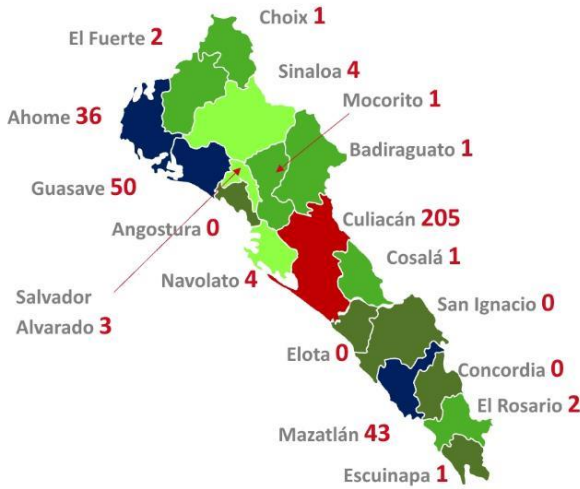 Choix 1
El Fuerte 2
Sinaloa 4
Mocorito 1
Ahome 36
Badiraguato 1
Guasave 50
Culiacán 205
Angostura 0
Cosalá 1
Navolato 4
Salvador
Alvarado 3
San Ignacio 0
Elota 0
Concordia 0
El Rosario 2
Mazatlán 43
Escuinapa 1